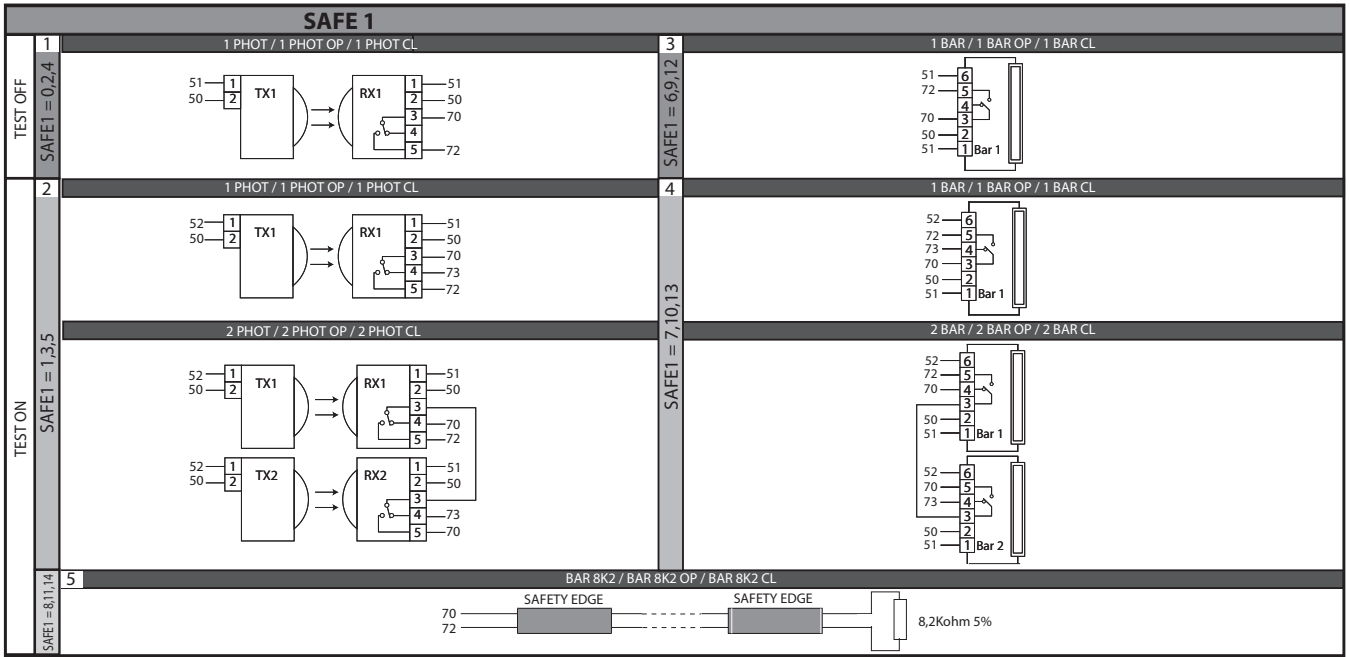 SAFE 1
TEST OFF
SAFE1 = 0,2,4
1
1 PHOT / 1 PHOT OP / 1 PHOT CL
51 1
50 2
TX1
RX1
1 51
2 50
3 70
4
5 72
3
SAFE1 = 6,9,12
1 BAR / 1 BAR OP / 1 BAR CL
51 6
72 5
4
70 3
50 2
51 1 Bar 1
TEST ON
2
SAFE1 = 1,3,5
1 PHOT / 1 PHOT OP / 1 PHOT CL
52 1
50 2
TX1
RX1
1 51
2 50
3 70
4 73
5 72
4
SAFE1 = 7,10,13
1 BAR / 1 BAR OP / 1 BAR CL
52 6
72 5
73 4
70 3
50 2
51 1 Bar 1
2 PHOT / 2 PHOT OP / 2 PHOT CL
52 1
50 2
TX1
RX1
1 51
2 50
3
4 70
5 72
52 1
50 2
TX2
RX2
1 51
2 50
3
4 73
5 70
2 BAR / 2 BAR OP / 2 BAR CL
52 6
72 5
70 4
3
50 2
51 1 Bar 1
52 6
70 5
73 4
3
50 2
51 1 Bar 2
SAFE1 = 8,11,14
5
BAR 8K2 / BAR 8K2 OP / BAR 8K2 CL
70
72
SAFETY EDGE
SAFETY EDGE
8,2Kohm 5%